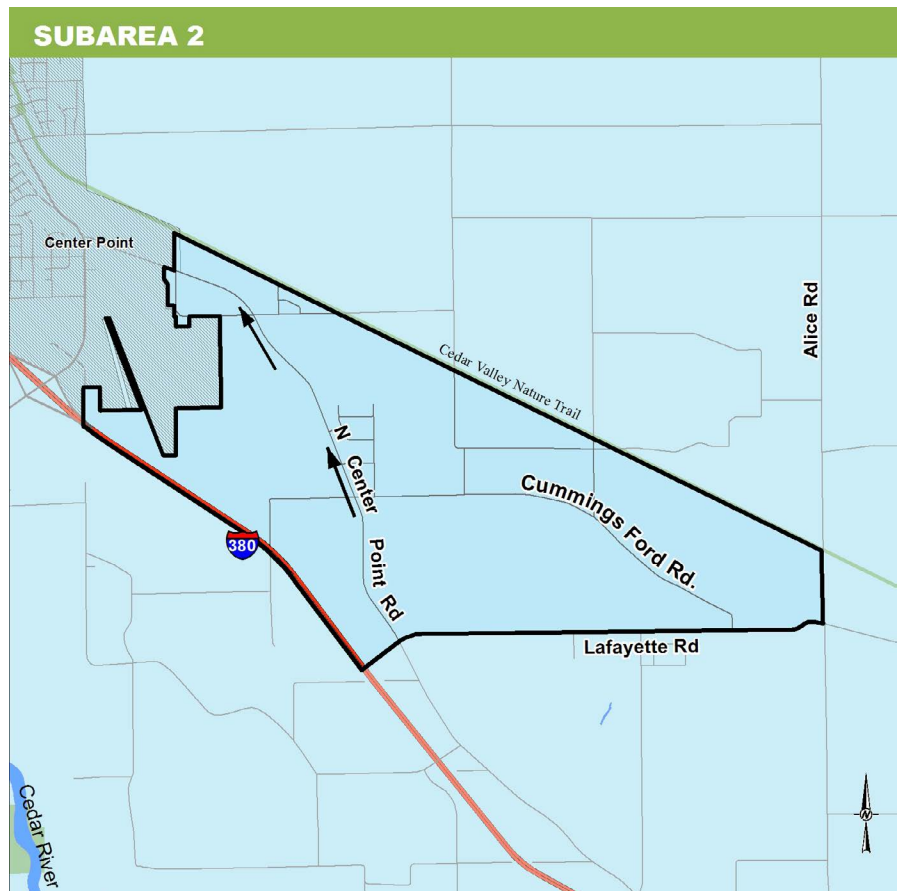 SUBAREA 2
Center Point
Alice Rd
Cedar Valley Nature Trail
N Center Point Rd
Cummings Ford Rd.
380
Lafayette Rd
Cedar River
N